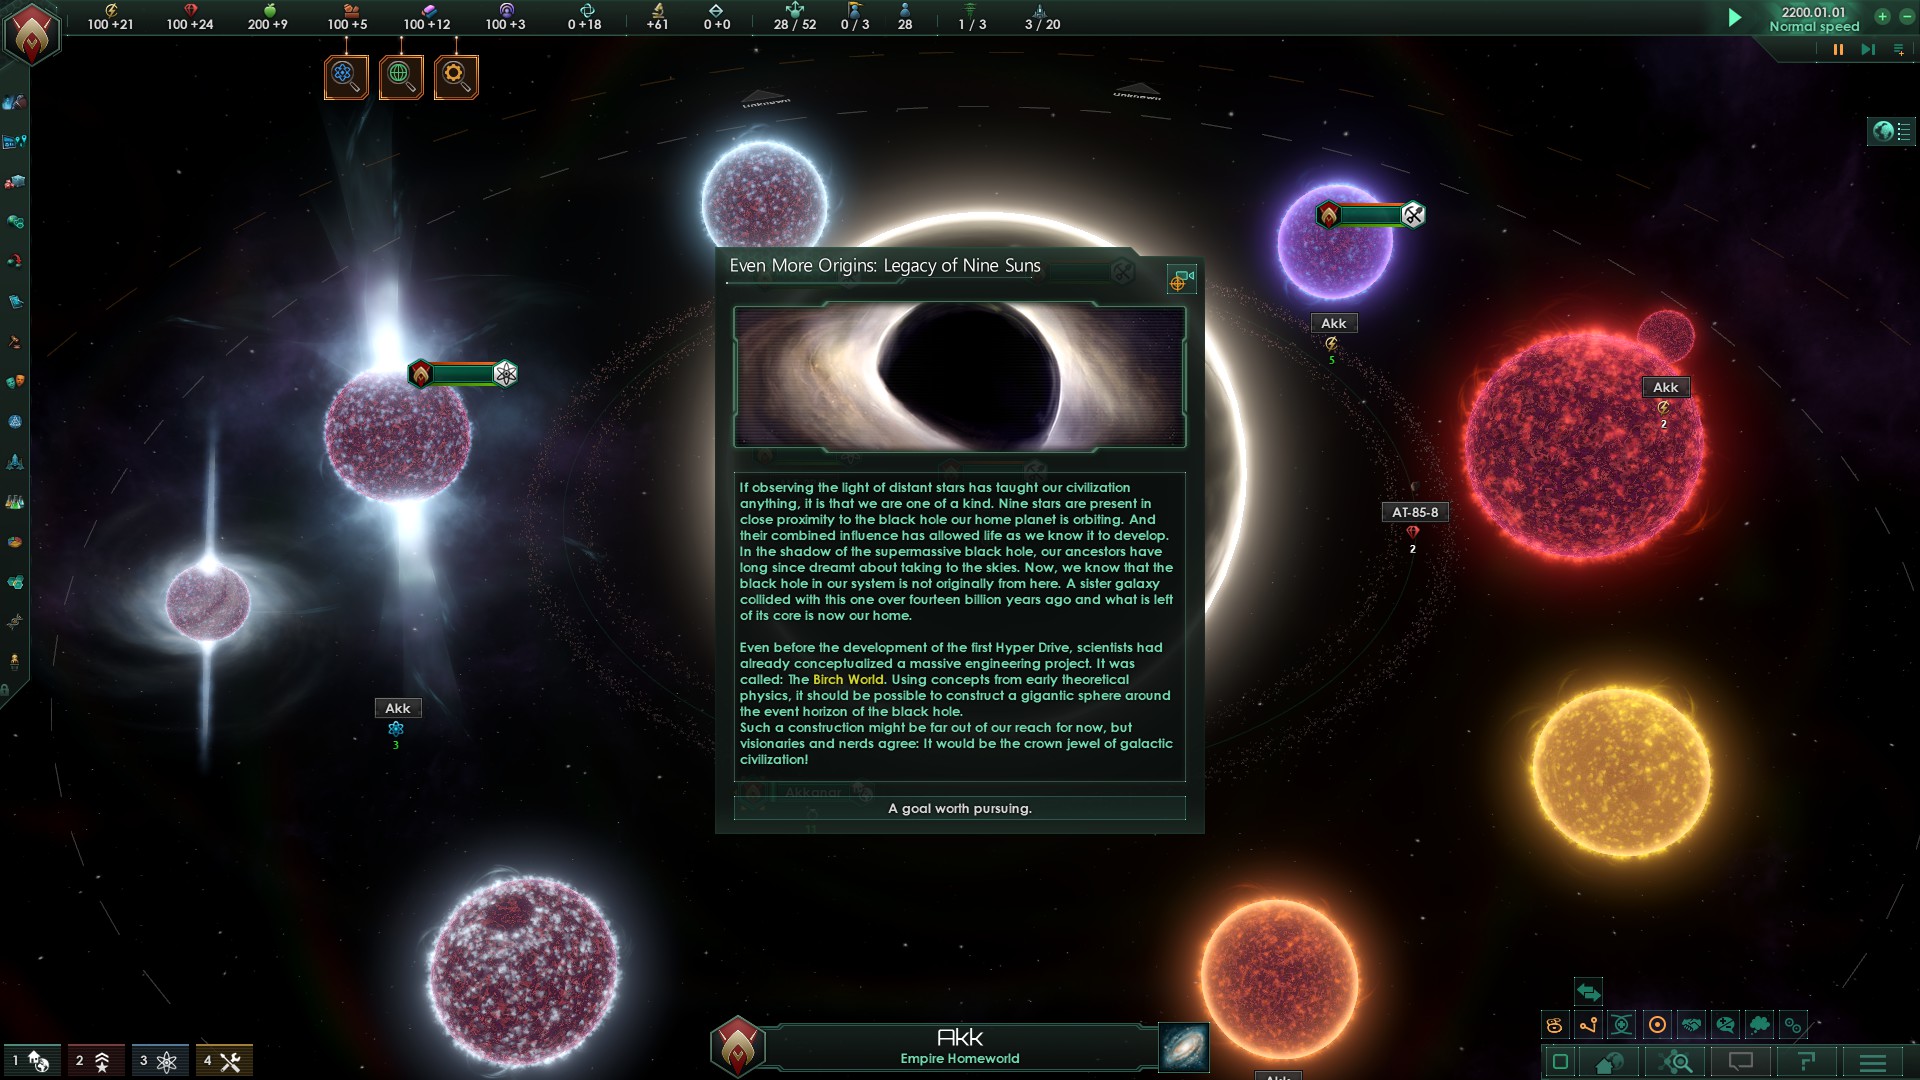 100 +21
100 +24
200 +9
100 +5
100 +12
100 +3
0 +18
+61
0 +0
28 / 52
0 / 3
28
1 / 3
3 / 20
2200.01.01
Normal speed
Unknown
Unknown
Even More Origins: Legacy of Nine Suns
Akk
5
Akk
2
AT-85-8
2
If observing the light of distant stars has taught our civilization
anything, it is that we are one of a kind. Nine stars are present in
close proximity to the black hole our home planet is orbiting. And
their combined influence has allowed life as we know it to develop.
In the shadow of the supermassive black hole, our ancestors have
long since dreamt about taking to the skies. Now, we know that the
black hole in our system is not originally from here. A sister galaxy
collided with this one over fourteen billion years ago and what is left
of its core is now our home.
Even before the development of the first Hyper Drive, scientists had
already conceptualized a massive engineering project. It was
called: The Birch World. Using concepts from early theoretical
physics, it should be possible to construct a gigantic sphere around
the event horizon of the black hole.
Such a construction might be far out of our reach for now, but
visionaries and nerds agree: It would be the crown jewel of galactic
civilization!
Akk
3
Akkanar
11
A goal worth pursuing.
Akk
Empire Homeworld
Akk
1
2
3
4